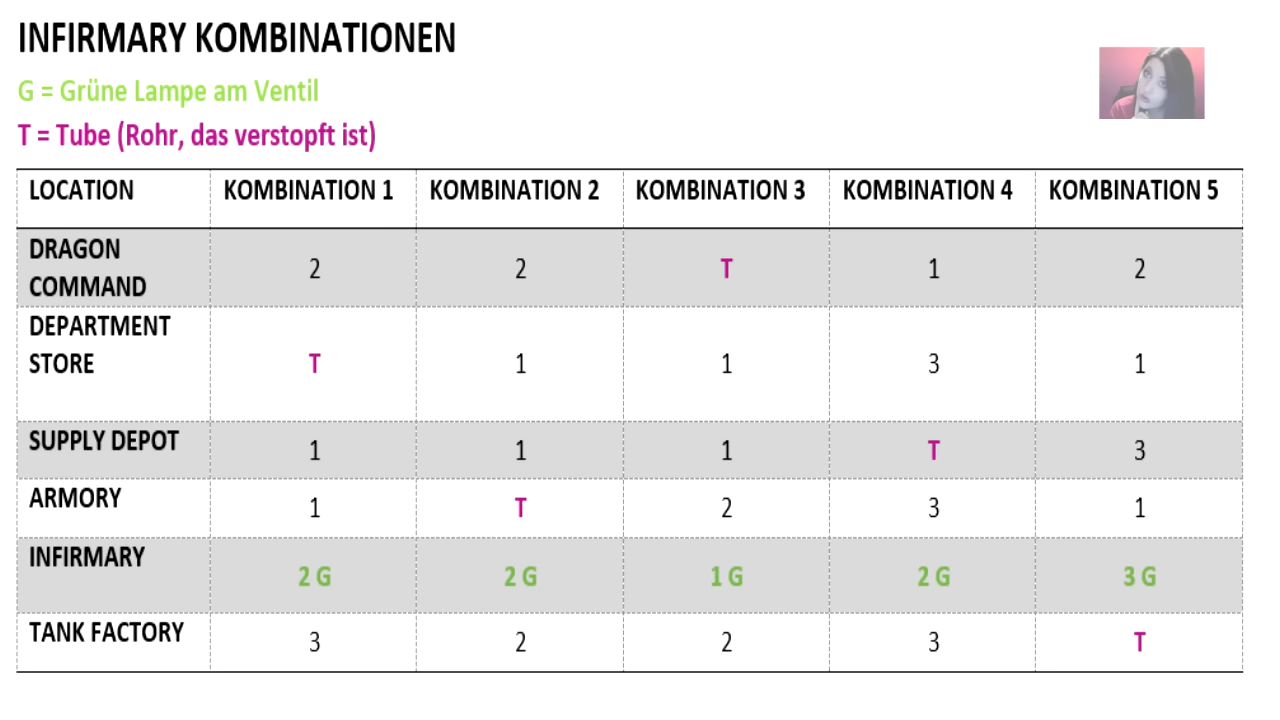 INFIRMARY KOMBINATIONEN
G = Grüne Lampe am Ventil
T = Tube (Rohr, das verstopft ist)
LOCATION KOMBINATION 1 KOMBINATION 2 KOMBINATION 3 KOMBINATION 4 KOMBINATION 5
DRAGON
COMMAND 2 2 T 1 2
DEPARTMENT
STORE T 1 1 3 1
SUPPLY DEPOT 1 1 1 T 3
ARMORY 1 T 2 3 1
INFIRMARY 2 G 2 G 1 G 2 G 3 G
TANK FACTORY 3 2 2 3 T